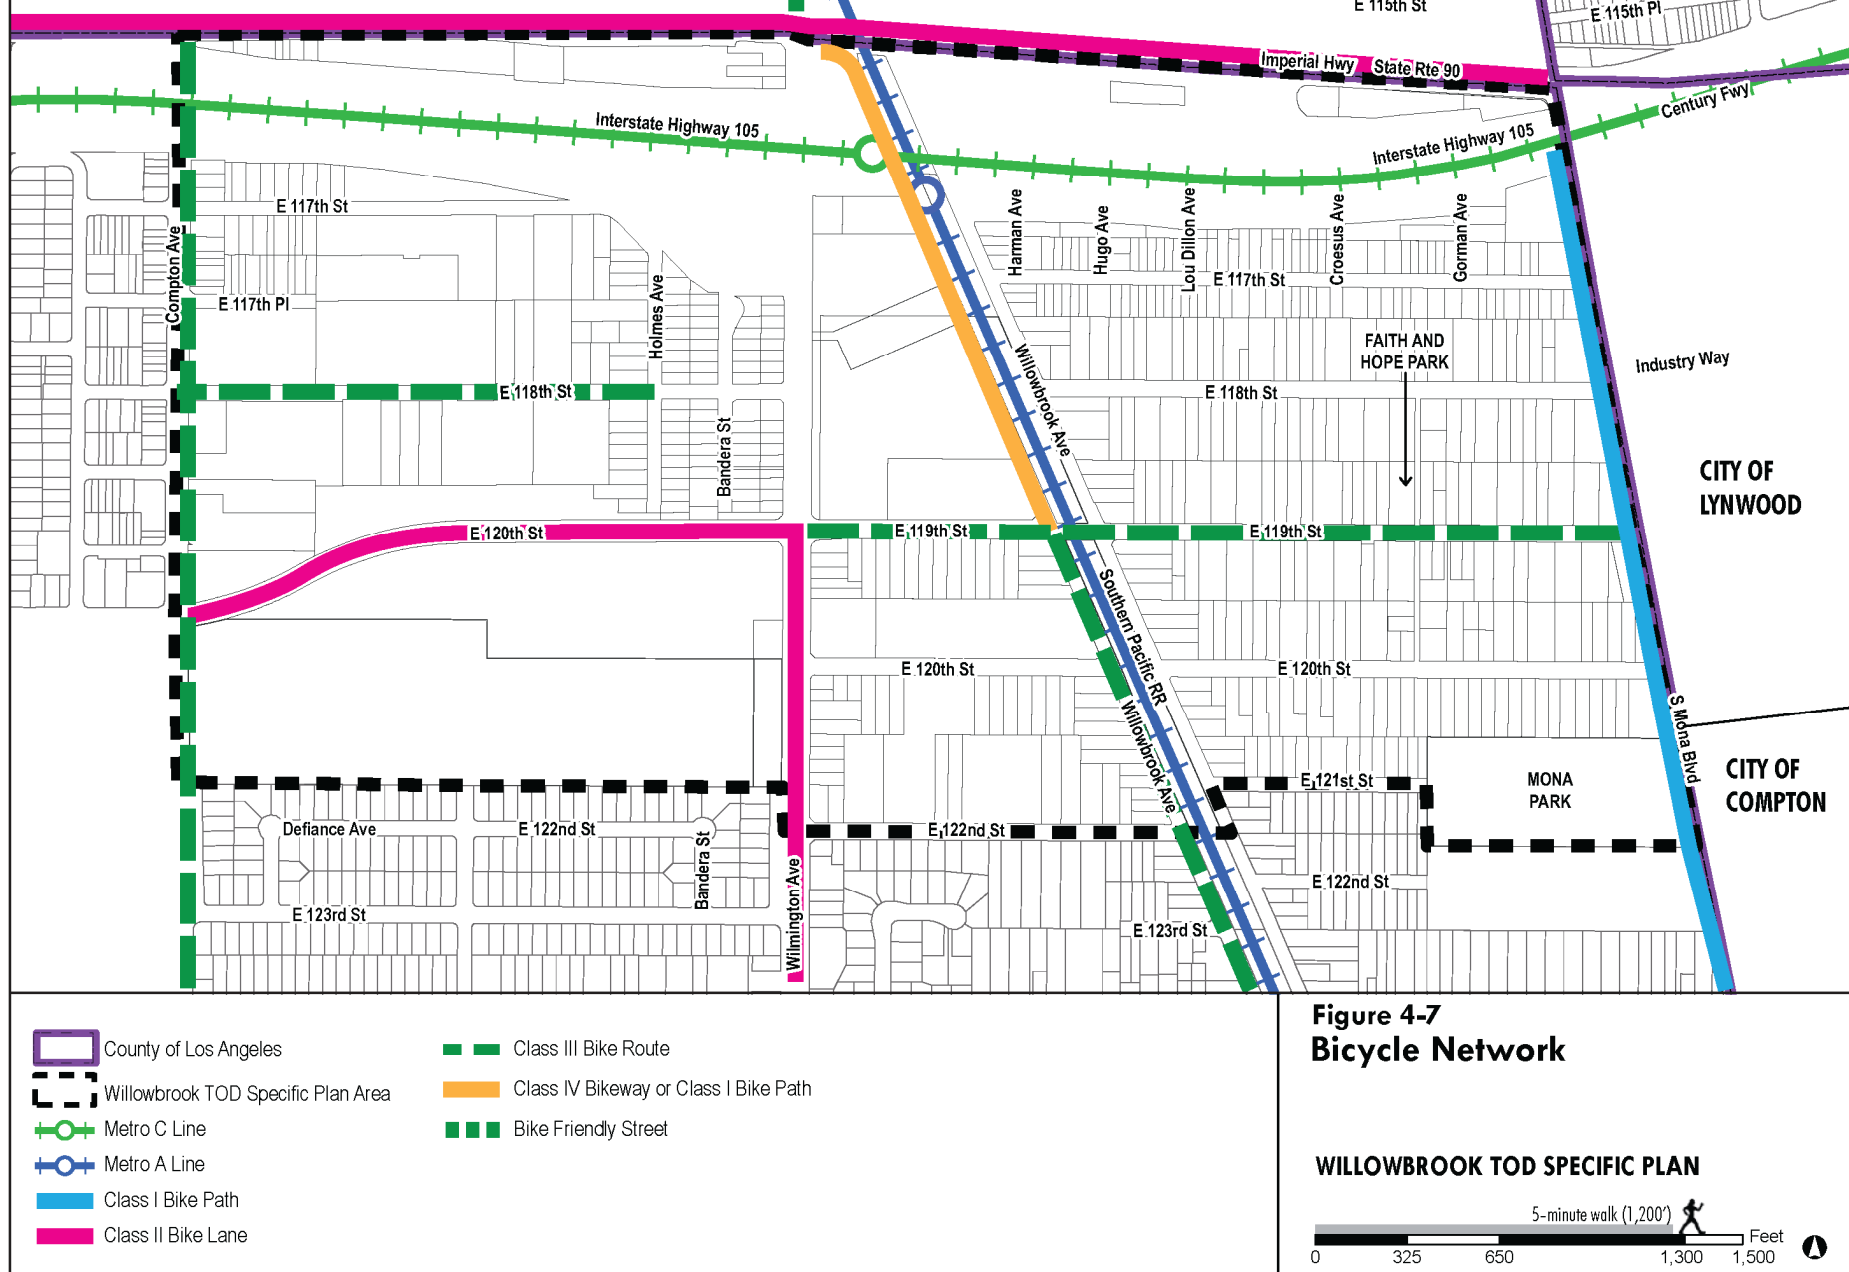 E 115th St
E 115th Pl
Imperial Hwy
State Rte 90
Century Fwy
Interstate Highway 105
Interstate Highway 105
E 117th St
Compton Ave
E 117th Pl
Holmes Ave
Harman Ave
Hugo Ave
Lou Dillon Ave
Croesus Ave
Gorman Ave
E 117th St
Willowbrook Ave
FAITH AND
HOPE PARK
Industry Way
E 118th St
E 118th St
Bandera St
CITY OF
LYNWOOD
E 120th St
E 119th St
E 119th St
Southern Pacific RR
E 120th St
E 120th St
Willowbrook Ave
S Mona Blvd
CITY OF
COMPTON
MONA
PARK
E 121st St
Defiance Ave
E 122nd St
Bandera St
E 122nd St
E 122nd St
Wilmington Ave
E 123rd St
E 123rd St
County of Los Angeles
Willowbrook TOD Specific Plan Area
Metro C Line
Metro A Line
Class I Bike Path
Class II Bike Lane
Class III Bike Route
Class IV Bikeway or Class I Bike Path
Bike Friendly Street
Figure 4-7
Bicycle Network
WILLOWBROOK TOD SPECIFIC PLAN
5-minute walk (1,200')
Feet
0 325 650 1,300 1,500